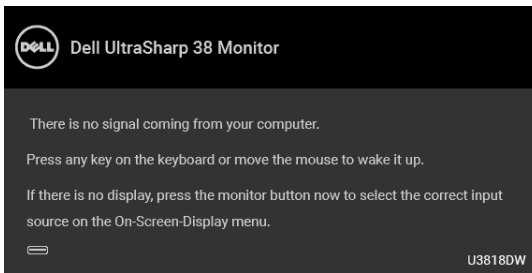 DELL
Dell UltraSharp 38 Monitor
There is no signal coming from your computer.
Press any key on the keyboard or move the mouse to wake it up.
If there is no display, press the monitor button now to select the correct input
source on the On-Screen-Display menu.
U3818DW